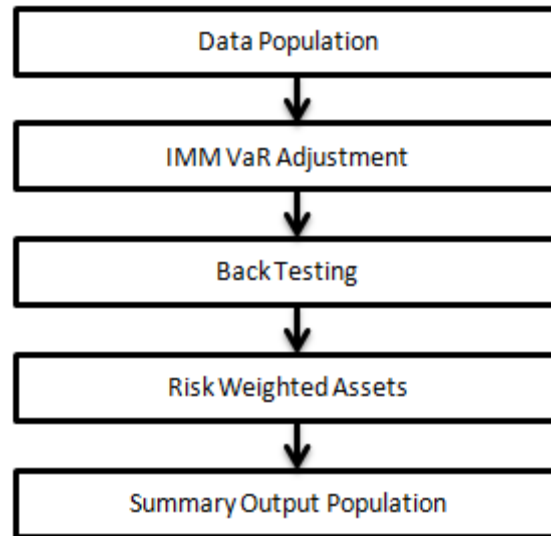 Data Population
IMM VaR Adjustment
Back Testing
Risk Weighted Assets
Summary Output Population